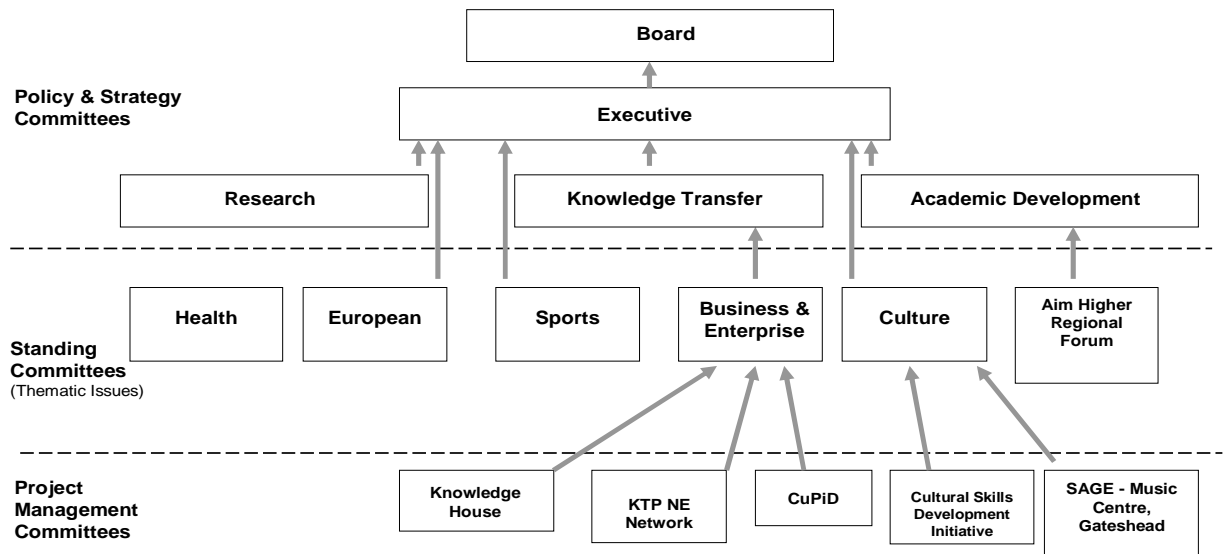 Board
Policy & Strategy
Committees
Executive
Research
Knowledge Transfer
Academic Development
Standing
Committees
(Thematic Issues)
Health
European
Sports
Business &
Enterprise
Culture
Aim Higher
Regional
Forum
Project
Management
Committees
Knowledge
House
KTP NE
Network
CuPiD
Cultural Skills
Development
Initiative
SAGE - Music
Centre,
Gateshead